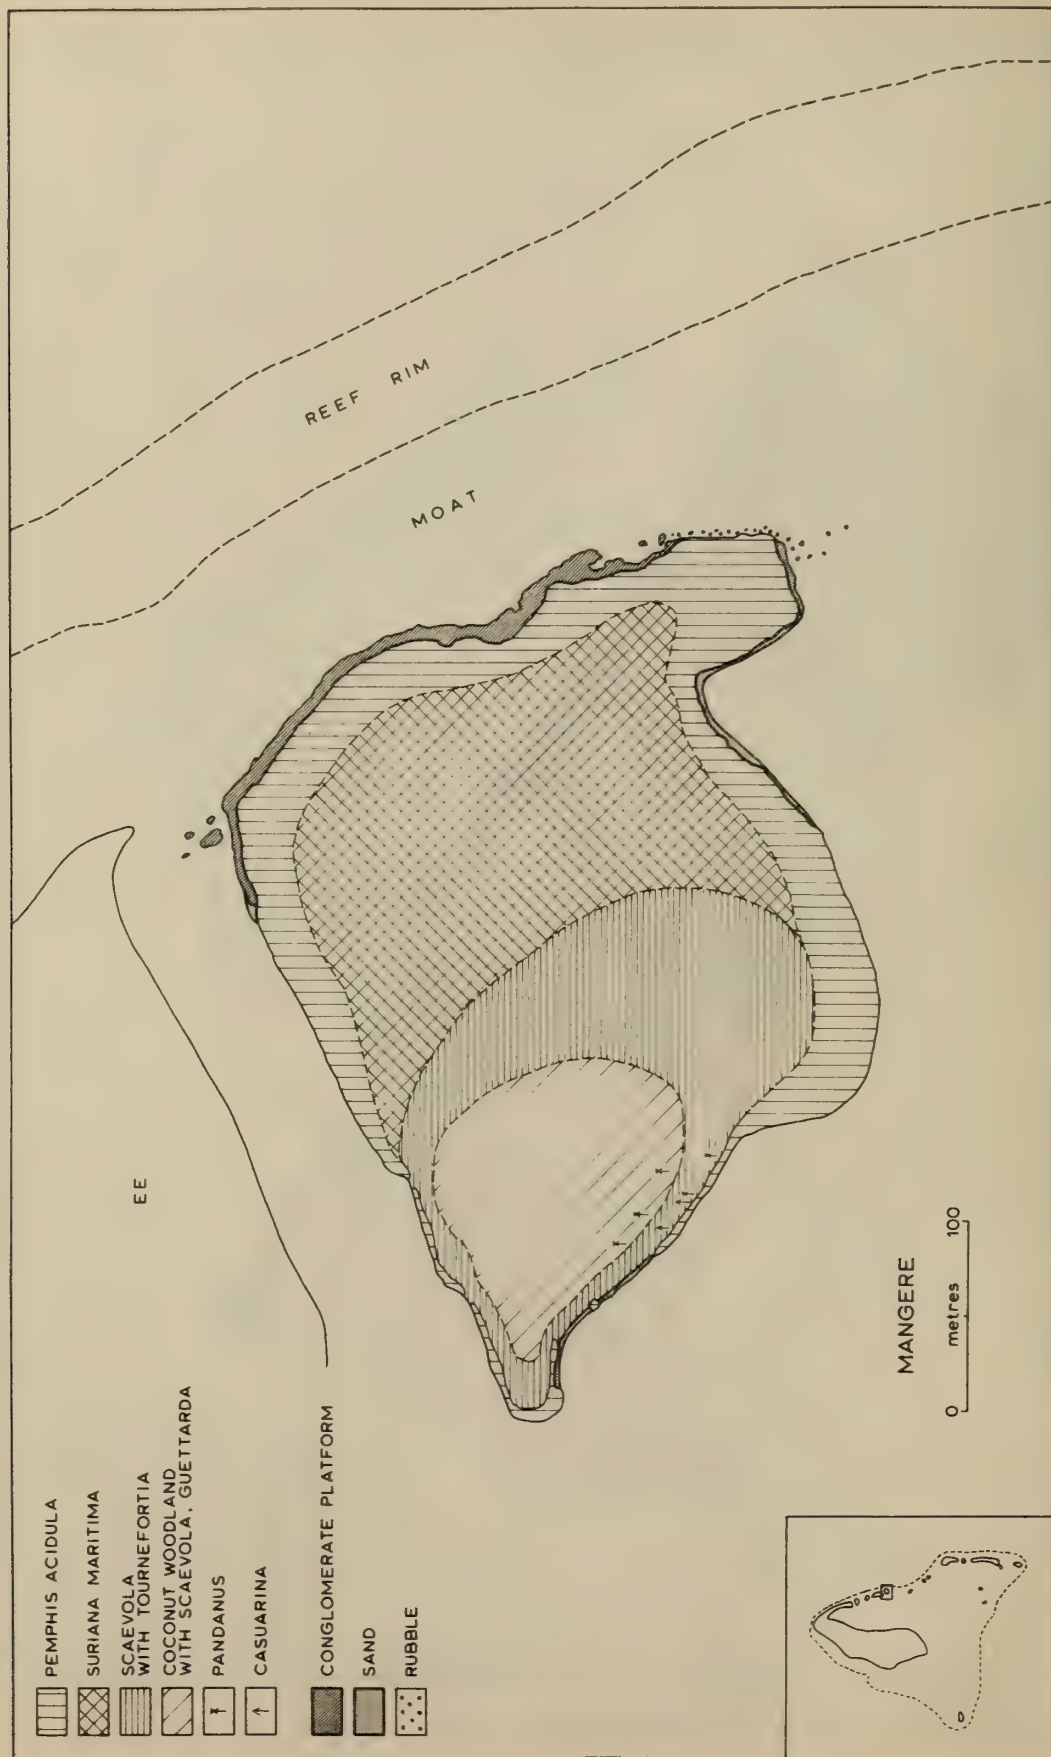 PEMPHIS ACIDULA
SURIANA MARITIMA
SCAEVOLA
WITH TOURNEFORTIA
COCONUT WOODLAND
WITH SCAEVOLA, GUETTARDA
PANDANUS
CASUARINA
CONGLOMERATE PLATFORM
SAND
RUBBLE
EE
REEF RIM
MOAT
MANGERE
0 metres 100